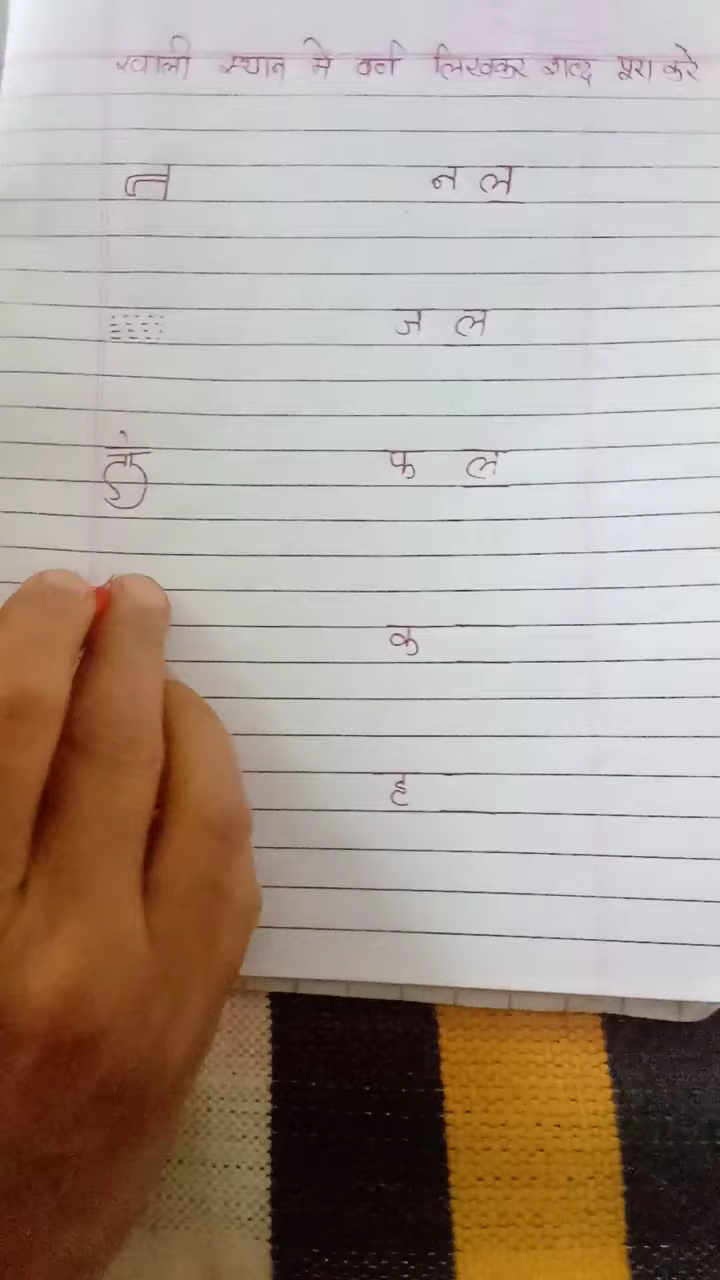 खाली स्थान मे वर्ण लिखकर शब्द पूरा करे
न ल
ज ल
फ ल
क
ह